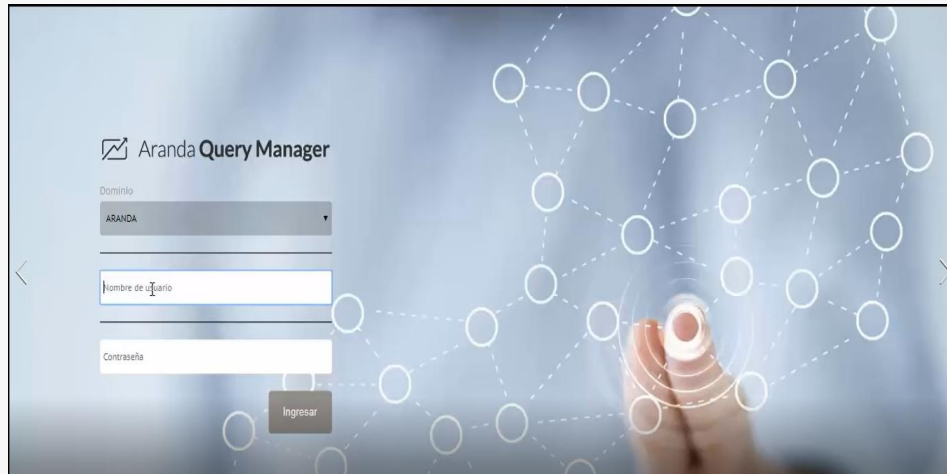 Aranda Query Manager
Dominio
ARANDA
Nombre de usuario
Contraseña
Ingresar